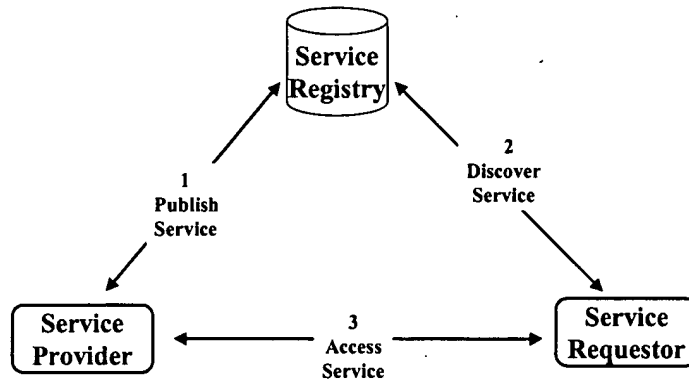 Service
Registry
1
Publish
Service
2
Discover
Service
Service
Provider
3
Access
Service
Service
Requestor